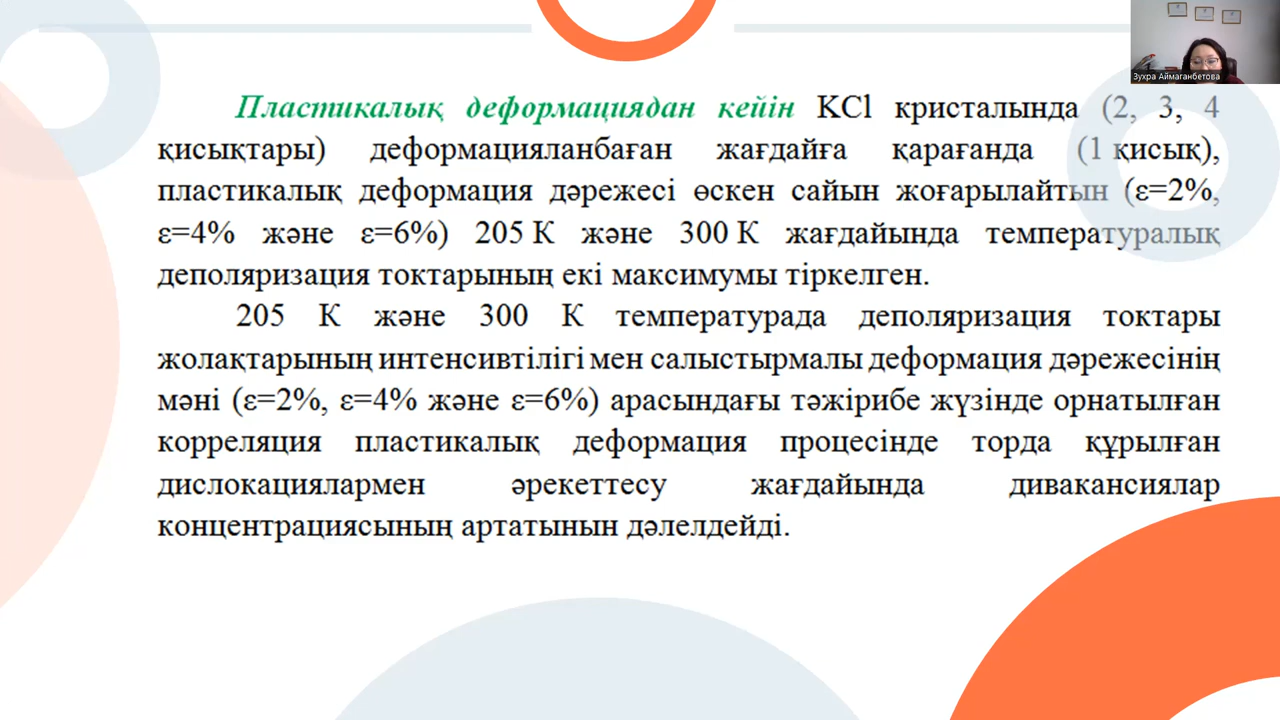 Зухра Аймаганбетова
Пластикалық деформациядан кейін KCl кристалында (2, 3, 4
қисықтары) деформацияланбаған жағдайға қарағанда (1 қисық),
пластикалық деформация дәрежесі өскен сайын жоғарылайтын (ε=2%,
ε=4% және ε=6%) 205 К және 300 К жағдайында температуралық
деполяризация токтарының екі максимумы тіркелген.
205 К және 300 К температурада деполяризация токтары
жолақтарының интенсивтілігі мен салыстырмалы деформация дәрежесінің
мәні (ε=2%, ε=4% және ε=6%) арасындағы тәжірибе жүзінде орнатылған
корреляция пластикалық деформация процесінде торда құрылған
дислокациялармен әрекеттесу жағдайында дивакансиялар
концентрациясының артатынын дәлелдейді.